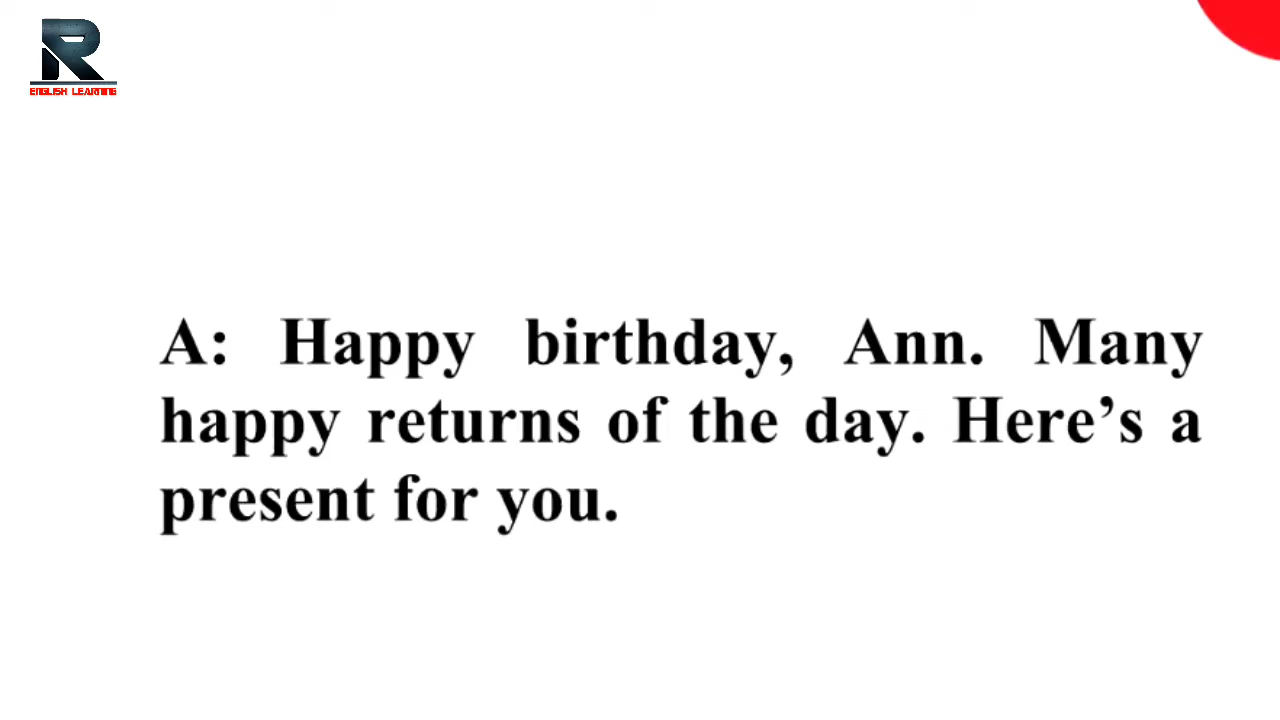 R
ENGLISH LEARNING
A: Happy birthday, Ann. Many
happy returns of the day. Here’s a
present for you.